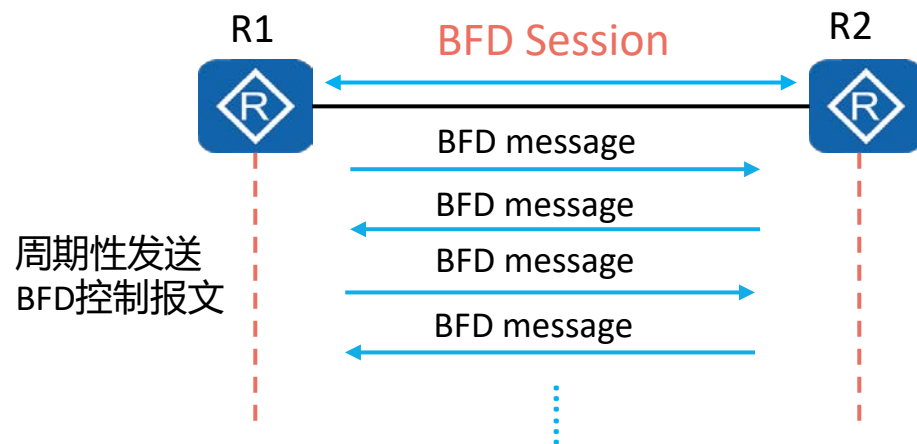 R1
BFD Session
R2
R
R
BFD message
BFD message
周期性发送
BFD控制报文
BFD message
BFD message